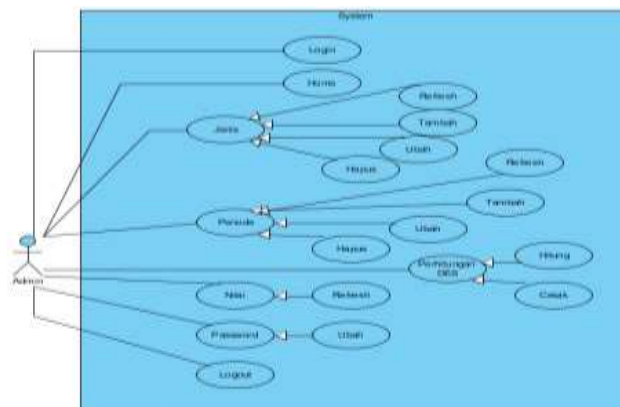 System
Login
Home
Refresh
Jenis
Tambah
Ubah
Hapus
Refresh
Tambah
Periode
Ubah
Hapus
Hitung
Perhitungan
Cetak
Admin
Nilai
Refresh
Password
Ubah
Logout